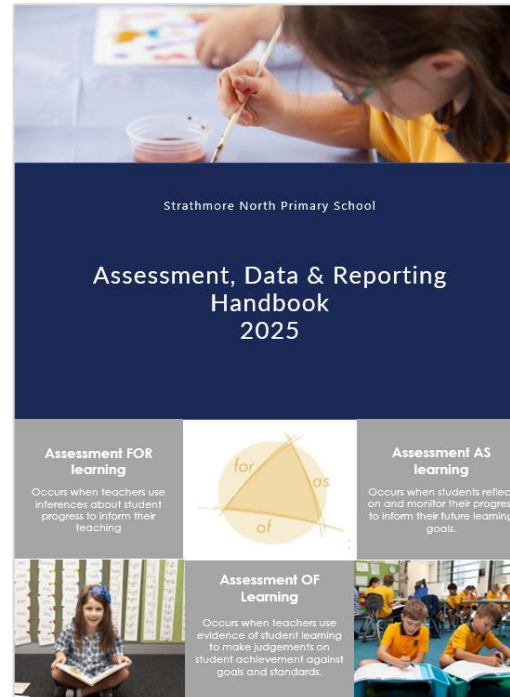 Strathmore North Primary School
Assessment, Data & Reporting
Handbook
2025
Assessment FOR
learning
Occurs when teachers use
inferences about student
progress to inform their
teaching
for
as
of
Assessment AS
learning
Occurs when students reflec
on and monitor their progres
to inform their future learning
goals.
Assessment OF
Learning
Occurs when teachers use
evidence of student learning
to make judgements on
student achievement against
goals and standards.